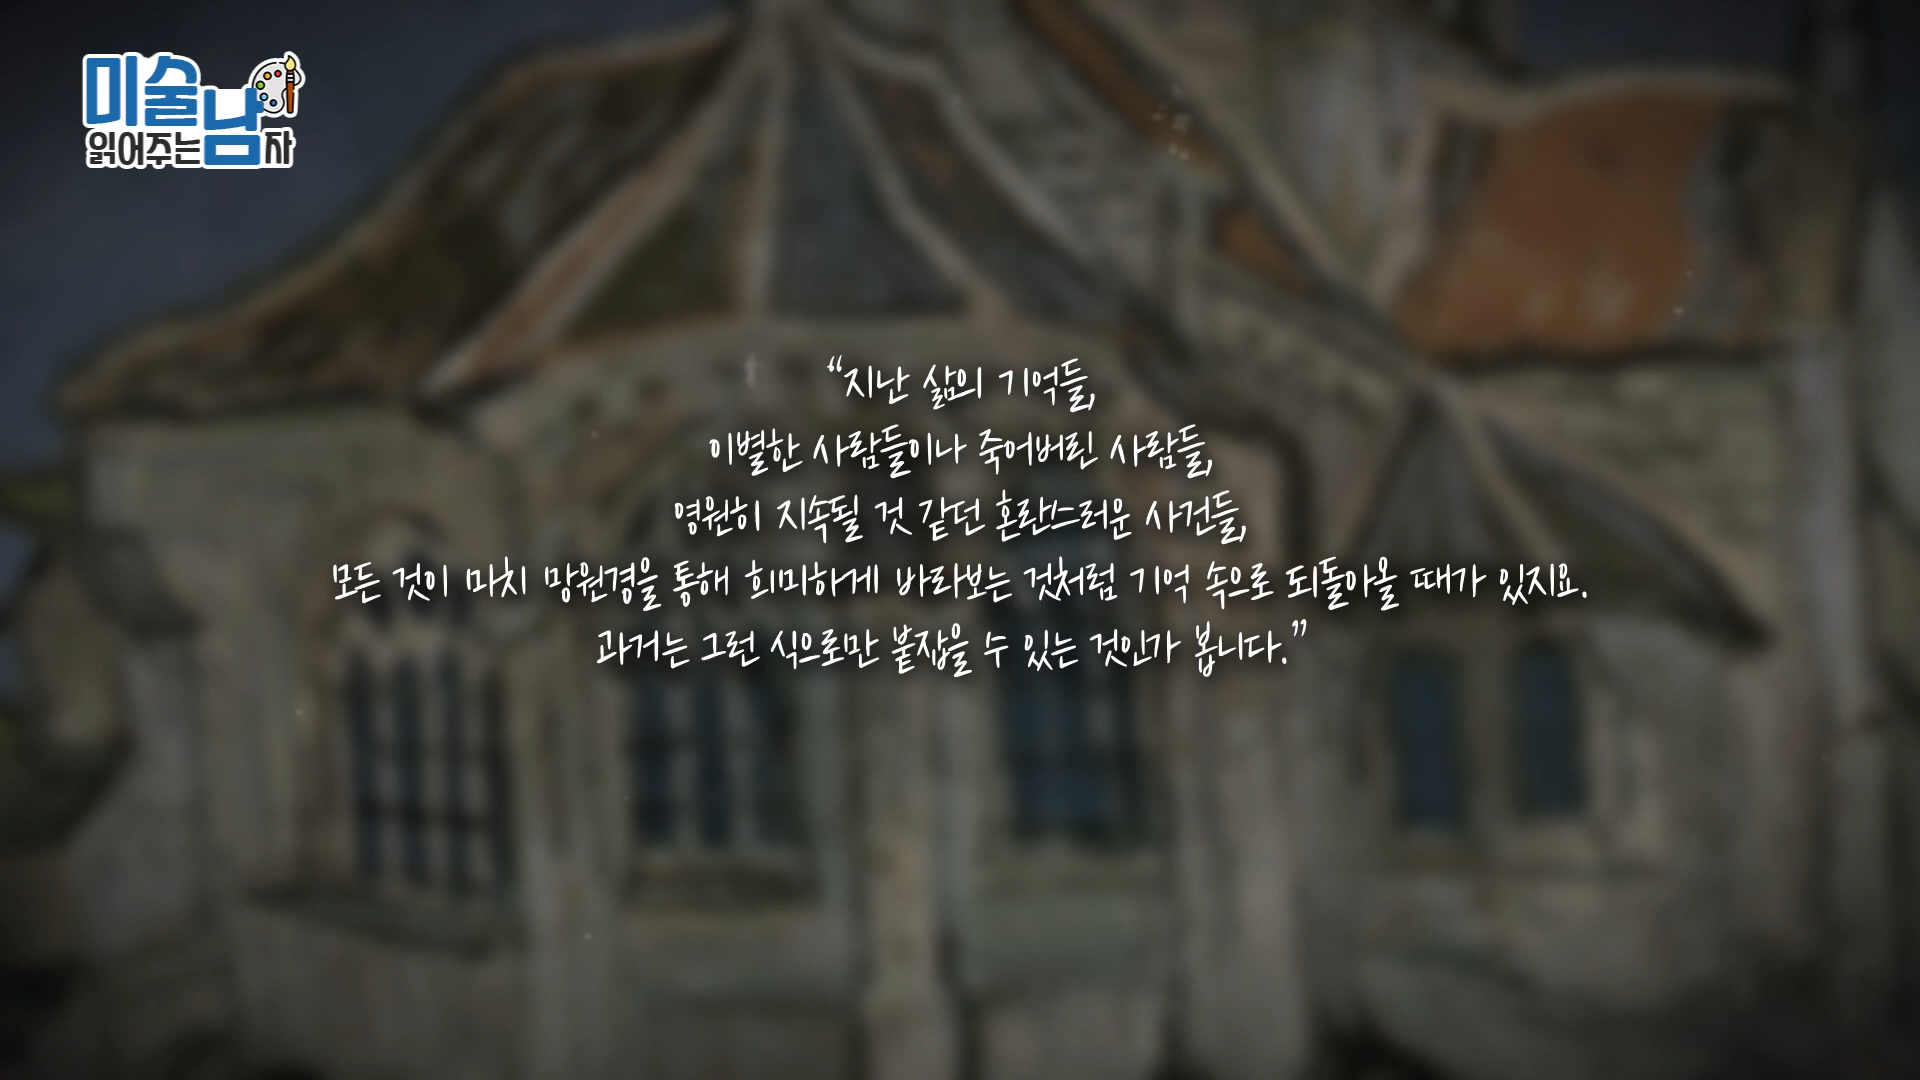 미술
읽어주는 남자
“지난 삶의 기억들,
이별한 사람들이나 죽어버린 사람들,
영원히 지속될 것 같던 혼란스러운 사건들,
모든 것이 마치 망원경을 통해 희미하게 바라보는 것처럼 기억 속으로 되돌아올 때가 있지요.
과거는 그런 식으로만 붙잡을 수 있는 것인가 봅니다.”